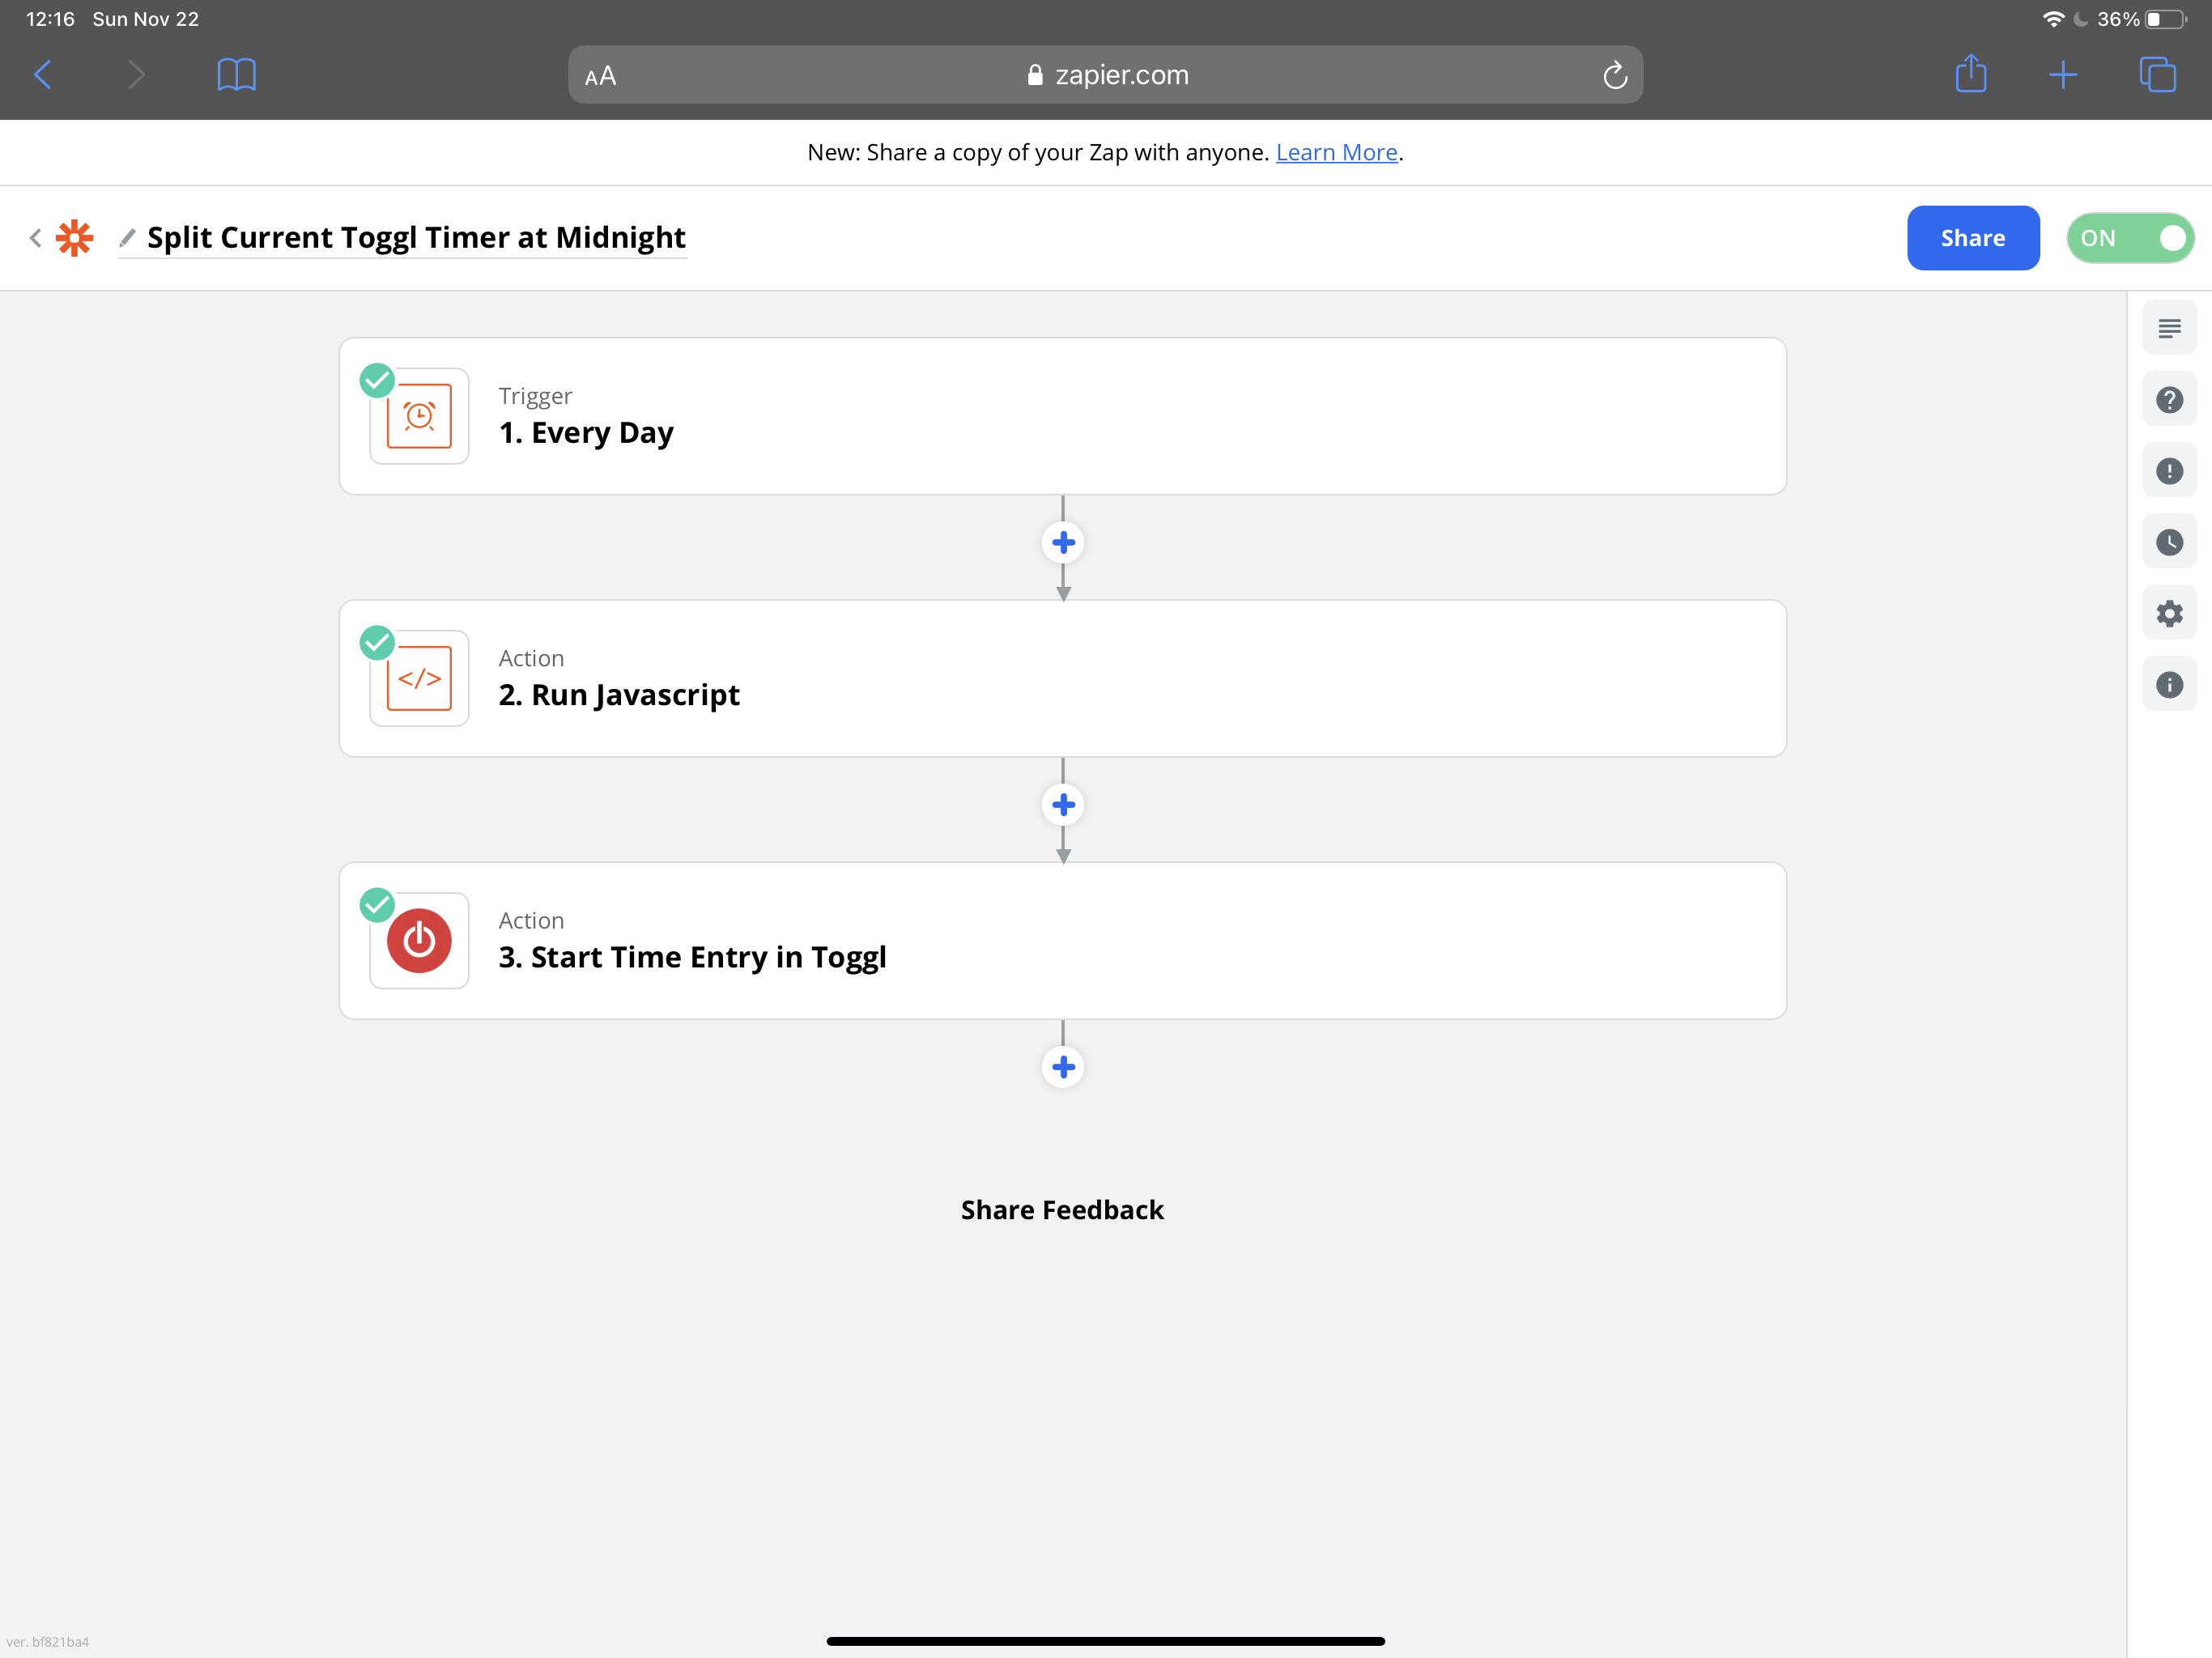 12:16 Sun Nov 22
36%
AA
zapier.com
New: Share a copy of your Zap with anyone. Learn More.
Split Current Toggl Timer at Midnight
Share
ON
Trigger
1. Every Day
</>
Action
2. Run Javascript
Action
3. Start Time Entry in Toggl
Share Feedback
ver. bf821ba4